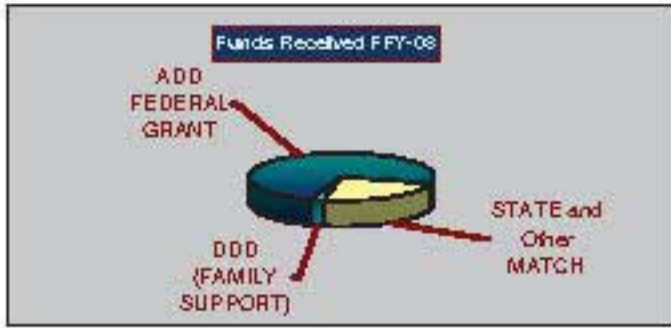 Funds Received FFY-08
ADD
FEDERAL
GRANT
STATE and
Other
MATCH
DDD
(FAMILY
SUPPORT)